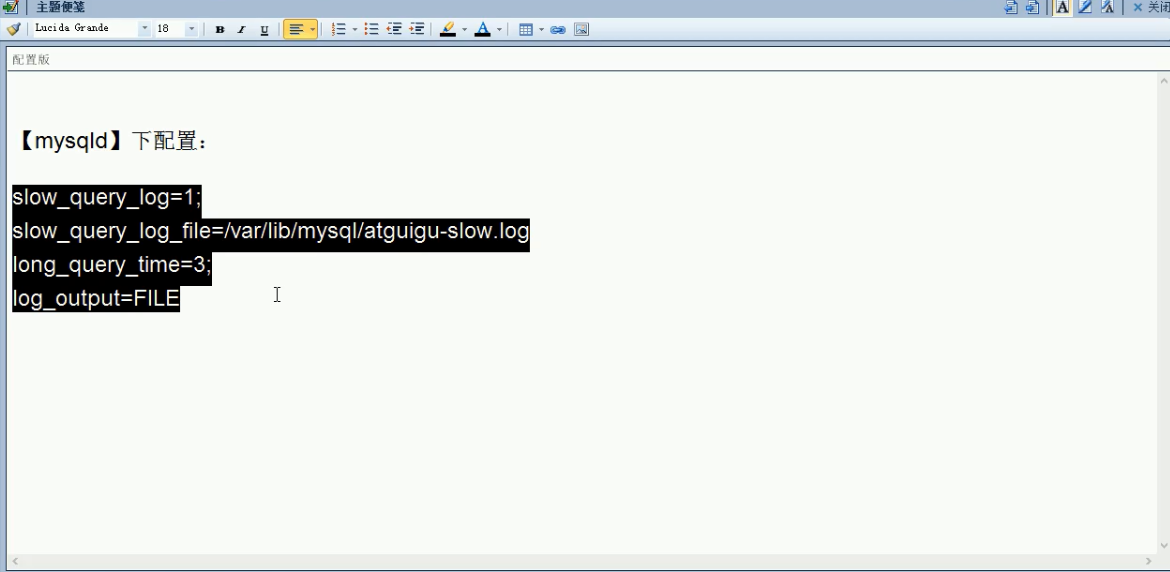 主题便笺
关闭
Lucida Grande
18
B I U
A
A
A
A
配置版
【mysqld】下配置：
slow_query_log=1;
slow_query_log_file=/var/lib/mysql/atguigu-slow.log
long_query_time=3;
log_output=FILE